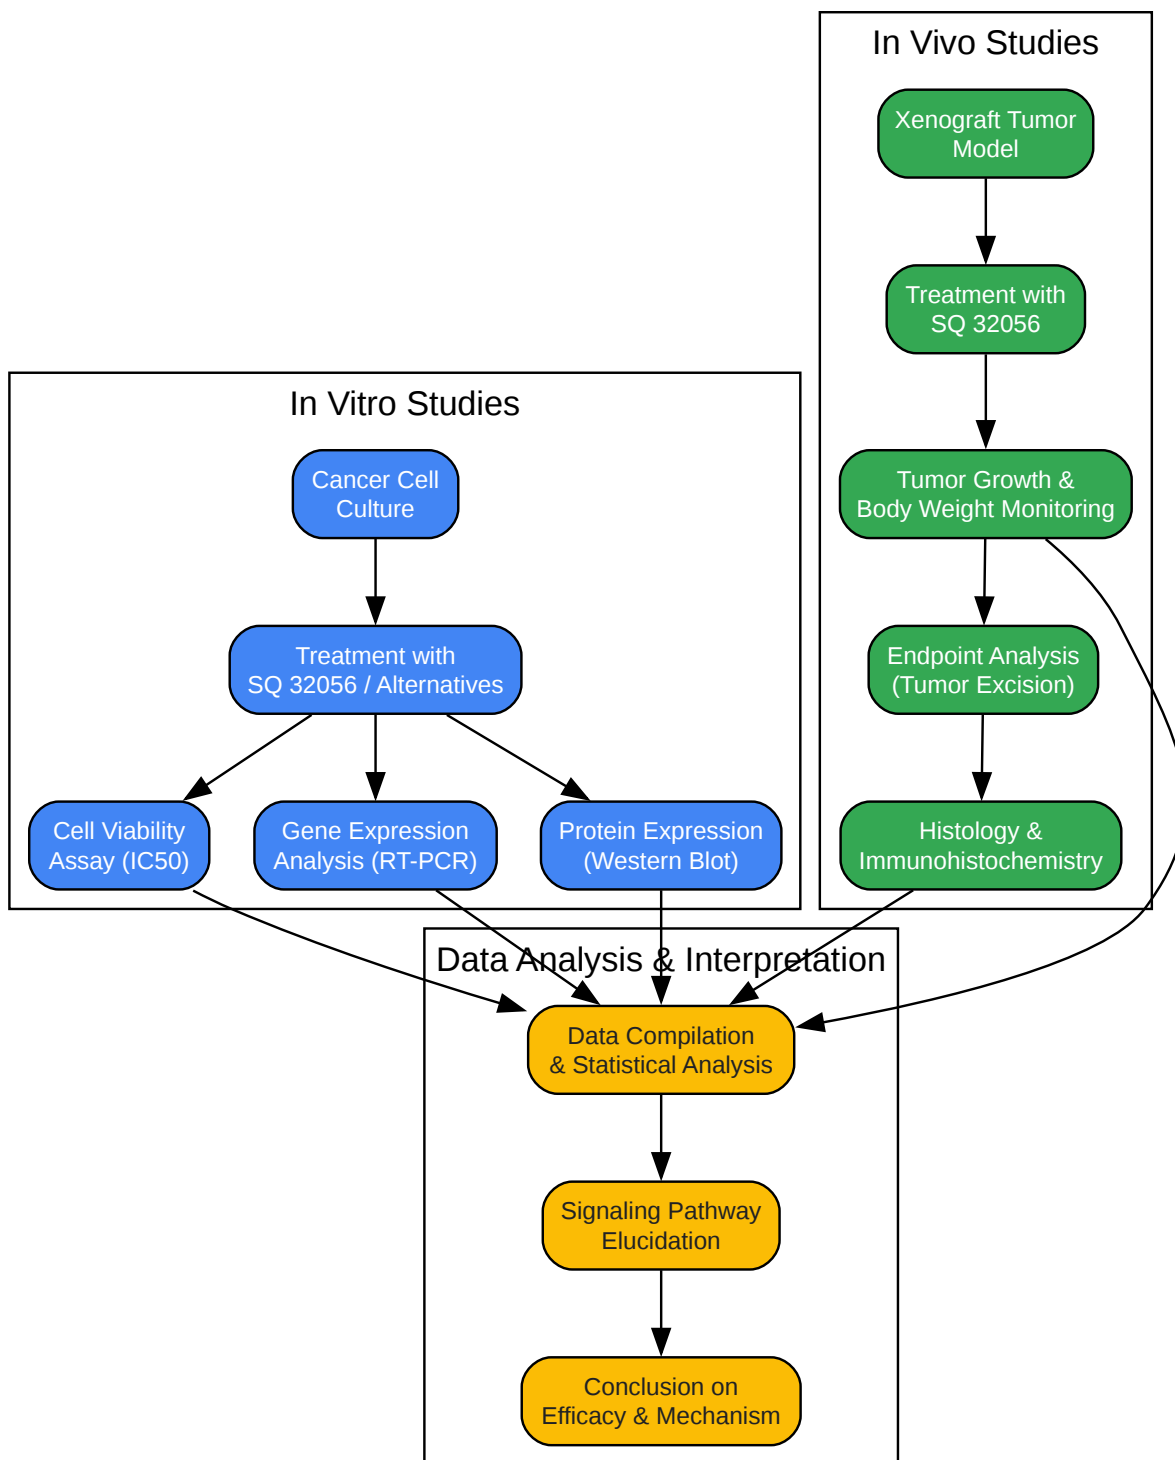 In Vivo Studies
Xenograft Tumor
Model
Treatment with
SQ 32056
Tumor Growth &
Body Weight Monitoring
Endpoint Analysis
(Tumor Excision)
Histology &
Immunohistochemistry
In Vitro Studies
Cancer Cell
Culture
Treatment with
SQ 32056 / Alternatives
Cell Viability
Assay (IC50)
Gene Expression
Analysis (RT-PCR)
Protein Expression
(Western Blot)
Data Analysis & Interpretation
Data Compilation
& Statistical Analysis
Signaling Pathway
Elucidation
Conclusion on
Efficacy & Mechanism